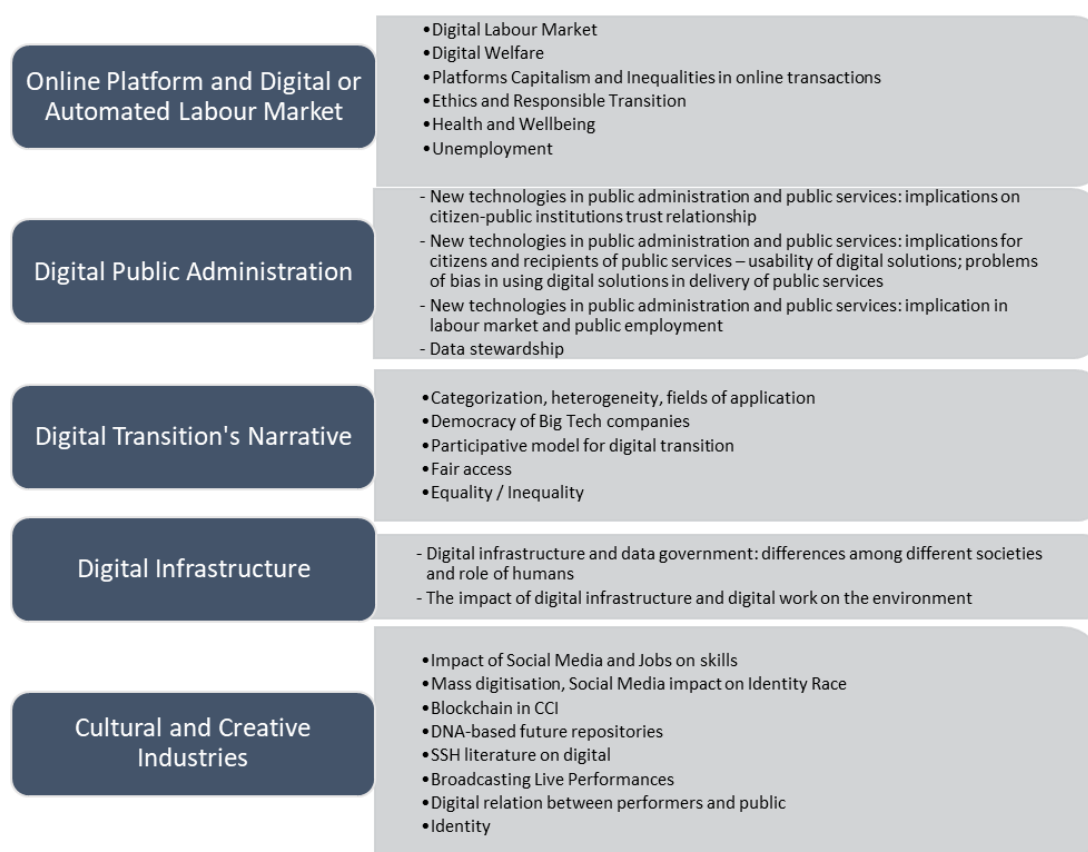 Online Platform and Digital or
Automated Labour Market
•Digital Labour Market
•Digital Welfare
•Platforms Capitalism and Inequalities in online transactions
•Ethics and Responsible Transition
•Health and Wellbeing
•Unemployment
Digital Public Administration
- New technologies in public administration and public services: implications on
citizen-public institutions trust relationship
- New technologies in public administration and public services: implications for
citizens and recipients of public services – usability of digital solutions; problems
of bias in using digital solutions in delivery of public services
- New technologies in public administration and public services: implication in
labour market and public employment
- Data stewardship
Digital Transition's Narrative
•Categorization, heterogeneity, fields of application
•Democracy of Big Tech companies
•Participative model for digital transition
•Fair access
•Equality / Inequality
Digital Infrastructure
- Digital infrastructure and data government: differences among different societies
and role of humans
- The impact of digital infrastructure and digital work on the environment
Cultural and Creative
Industries
•Impact of Social Media and Jobs on skills
•Mass digitisation, Social Media impact on Identity Race
•Blockchain in CCI
•DNA-based future repositories
•SSH literature on digital
•Broadcasting Live Performances
•Digital relation between performers and public
•Identity